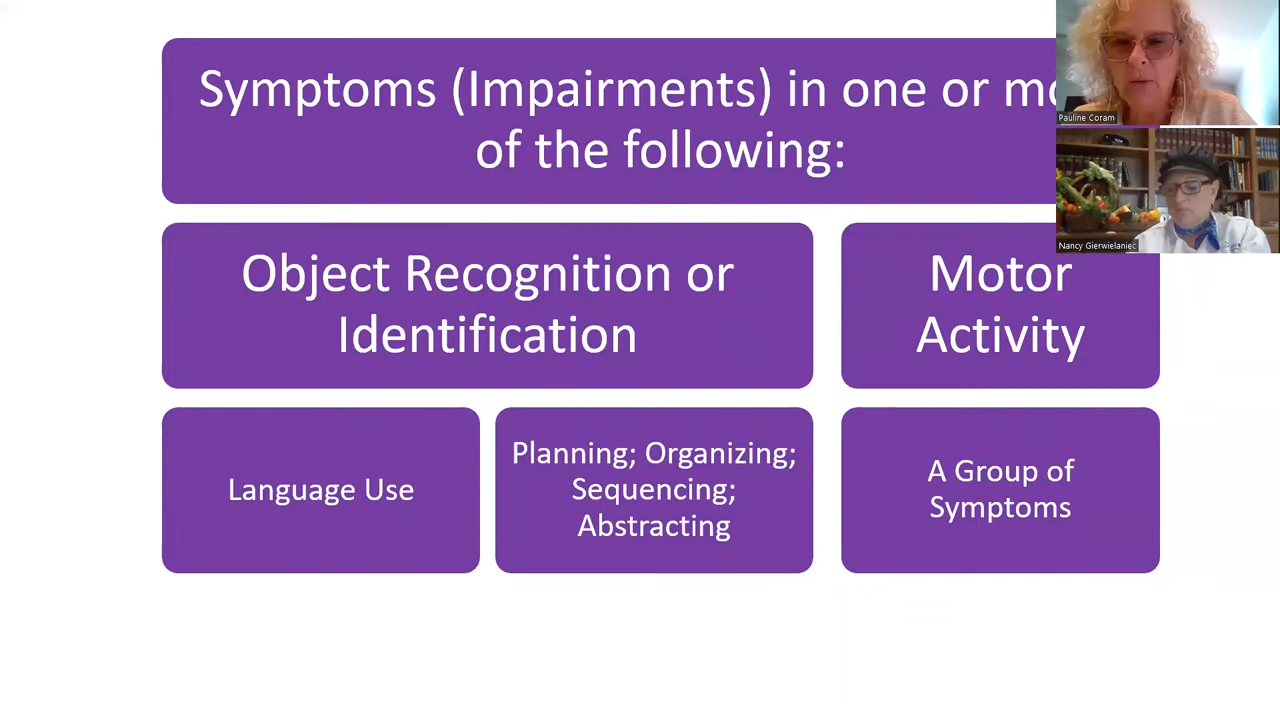 Symptoms (Impairments) in one or
of the following:
Pauline Coram
Nancy Gierwielaniec
Object Recognition or
Identification
Motor
Activity
Language Use
Planning; Organizing;
Sequencing;
Abstracting
A Group of
Symptoms